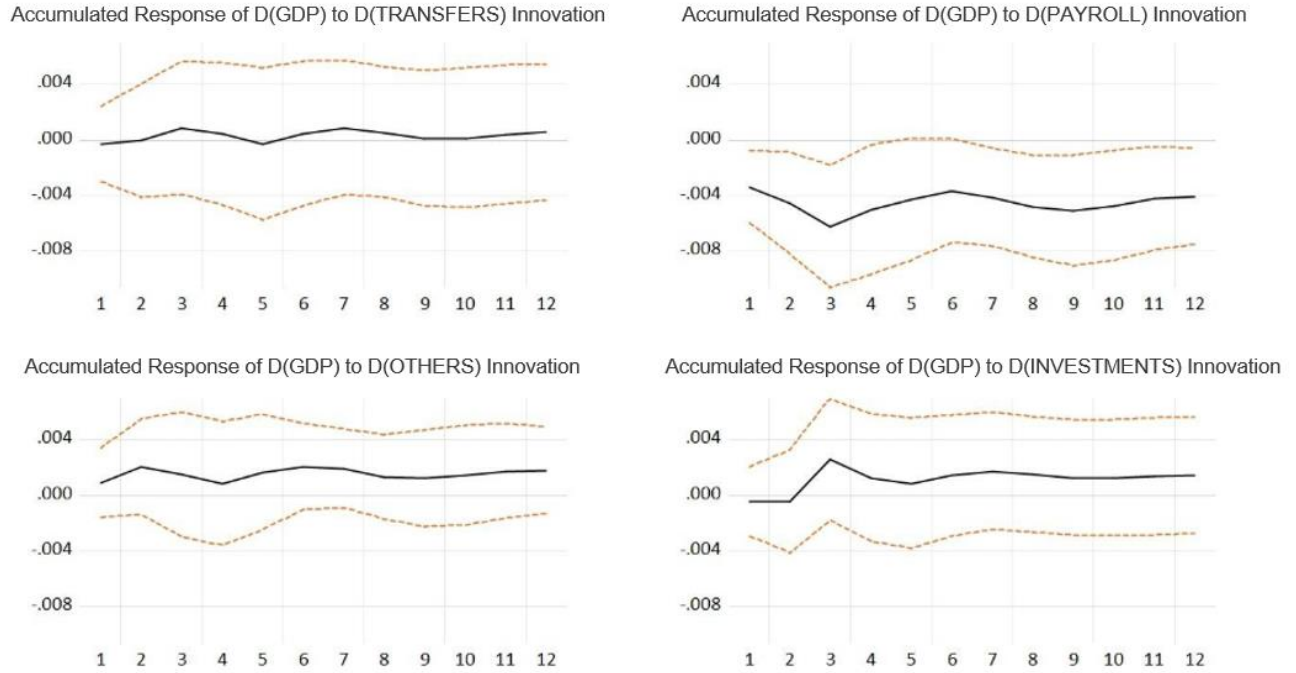 Accumulated Response of D(GDP) to D(TRANSFERS) Innovation
.004
.000
-.004
-.008
1 2 3 4 5 6 7 8 9 10 11 12
Accumulated Response of D(GDP) to D(PAYROLL) Innovation
.004
.000
-.004
-.008
1 2 3 4 5 6 7 8 9 10 11 12
Accumulated Response of D(GDP) to D(OTHERS) Innovation
.004
.000
-.004
-.008
1 2 3 4 5 6 7 8 9 10 11 12
Accumulated Response of D(GDP) to D(INVESTMENTS) Innovation
.004
.000
-.004
-.008
1 2 3 4 5 6 7 8 9 10 11 12